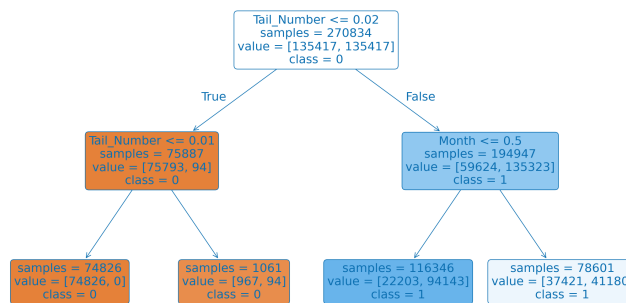 Tail_Number <= 0.02
samples = 270834
value = [135417, 135417]
class = 0
True
False
Tail_Number <= 0.01
samples = 75887
value = [75793, 94]
class = 0
Month <= 0.5
samples = 194947
value = [59624, 135323]
class = 1
samples = 74826
value = [74826, 0]
class = 0
samples = 1061
value = [967, 94]
class = 0
samples = 116346
value = [22203, 94143]
class = 1
samples = 78601
value = [37421, 41180
class = 1